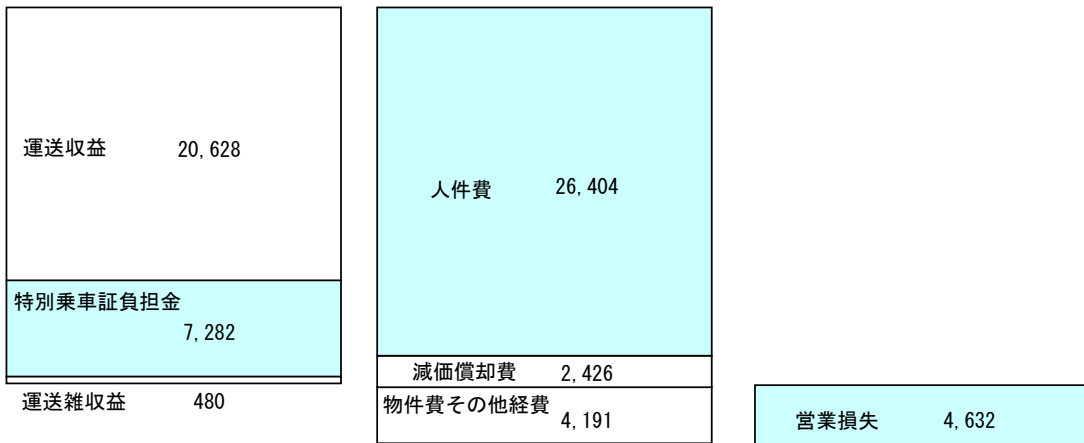 運送収益 20,628
特別乗車証負担金
7,282
運送雑収益 480
人件費 26,404
減価償却費 2,426
物件費その他経費
4,191
営業損失 4,632